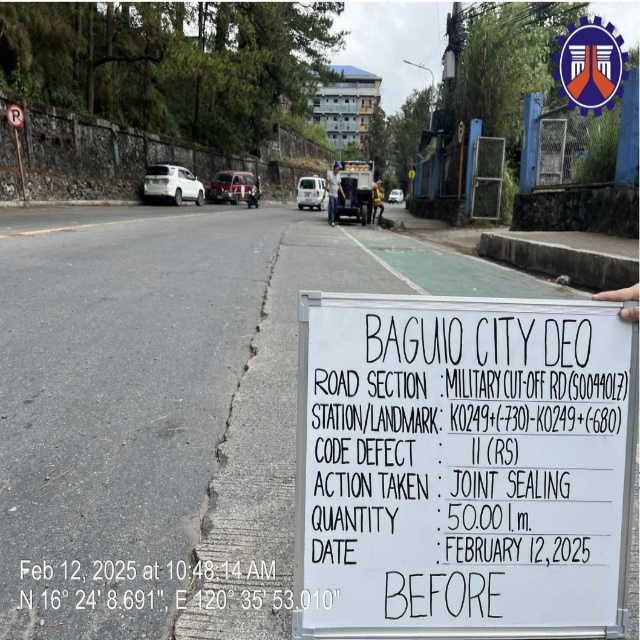 R
BAGUIO CITY DEO
ROAD SECTION : MILITARY CUT-OFF RD (S00440LZ)
STATION/LANDMARK : K0249+(-730)-K0249+(-680)
CODE DEFECT : 11 (RS)
ACTION TAKEN : JOINT SEALING
QUANTITY : 50.00 l.m.
DATE : FEBRUARY 12, 2025
BEFORE
Feb 12, 2025 at 10:48:14 AM
N 16° 24' 8.691", E 120° 35' 53.010"